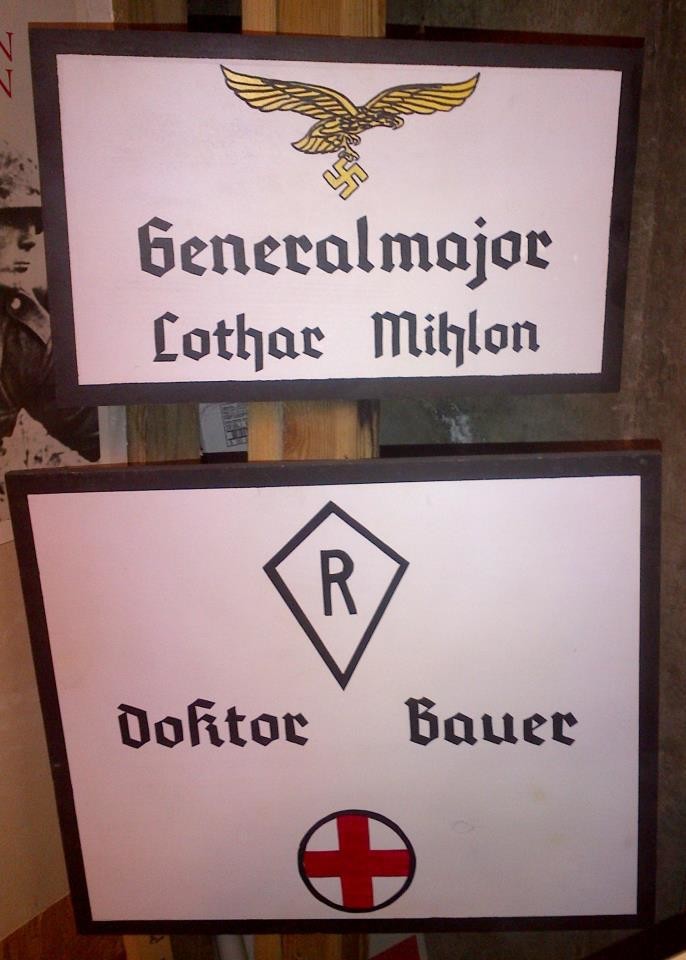 Generalmajor
Lothar Mihlon
R
Doktor Bauer